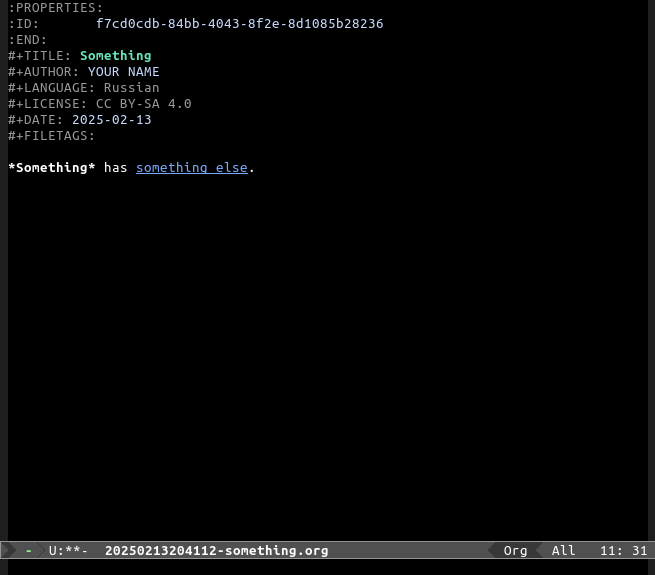 :PROPERTIES:
:ID:       f7cd0cdb-84bb-4043-8f2e-8d1085b28236
:END:
#+TITLE: Something
#+AUTHOR: YOUR NAME
#+LANGUAGE: Russian
#+LICENSE: CC BY-SA 4.0
#+DATE: 2025-02-13
#+FILETAGS:
*Something* has something else.
- U:**-  20250213204112-something.org Org All 11: 31